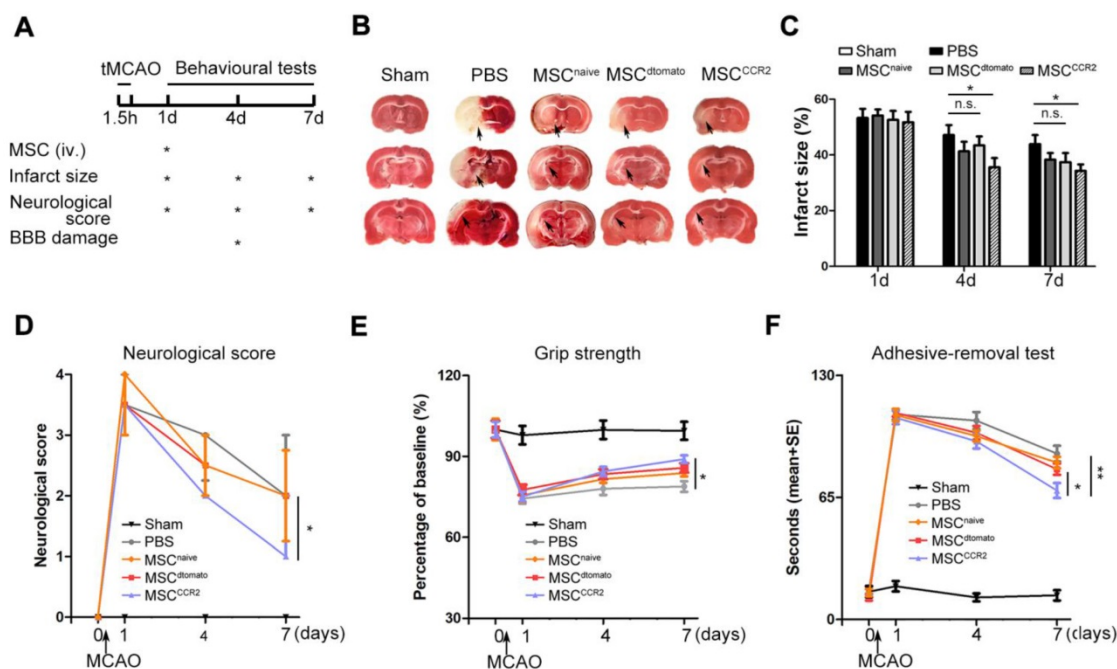 A
tMCAO Behavioural tests
1.5h 1d 4d 7d
MSC (iv.) *
Infarct size * * *
Neurological score * * *
BBB damage *
B
Sham PBS MSCnaive MSCdtomato MSCCCR2
C
Sham PBS
MSCnaive MSCdtomato MSCCCR2
* *
n.s. n.s.
Infarct size (%)
60
40
20
0
1d 4d 7d
D
Neurological score
Neurological score
4
3
2
1
0
*
Sham
PBS
MSCnaive
MSCdtomato
MSCCCR2
0 1 4 7 (days)
MCAO
E
Grip strength
Percentage of baseline (%)
120
90
60
30
*
Sham
PBS
MSCnaive
MSCdtomato
MSCCCR2
0 1 4 7 (days)
MCAO
F
Adhesive-removal test
Seconds (mean+SE)
130
65
0
* **
Sham
PBS
MSCnaive
MSCdtomato
MSCCCR2
0 1 4 7 (days)
MCAO